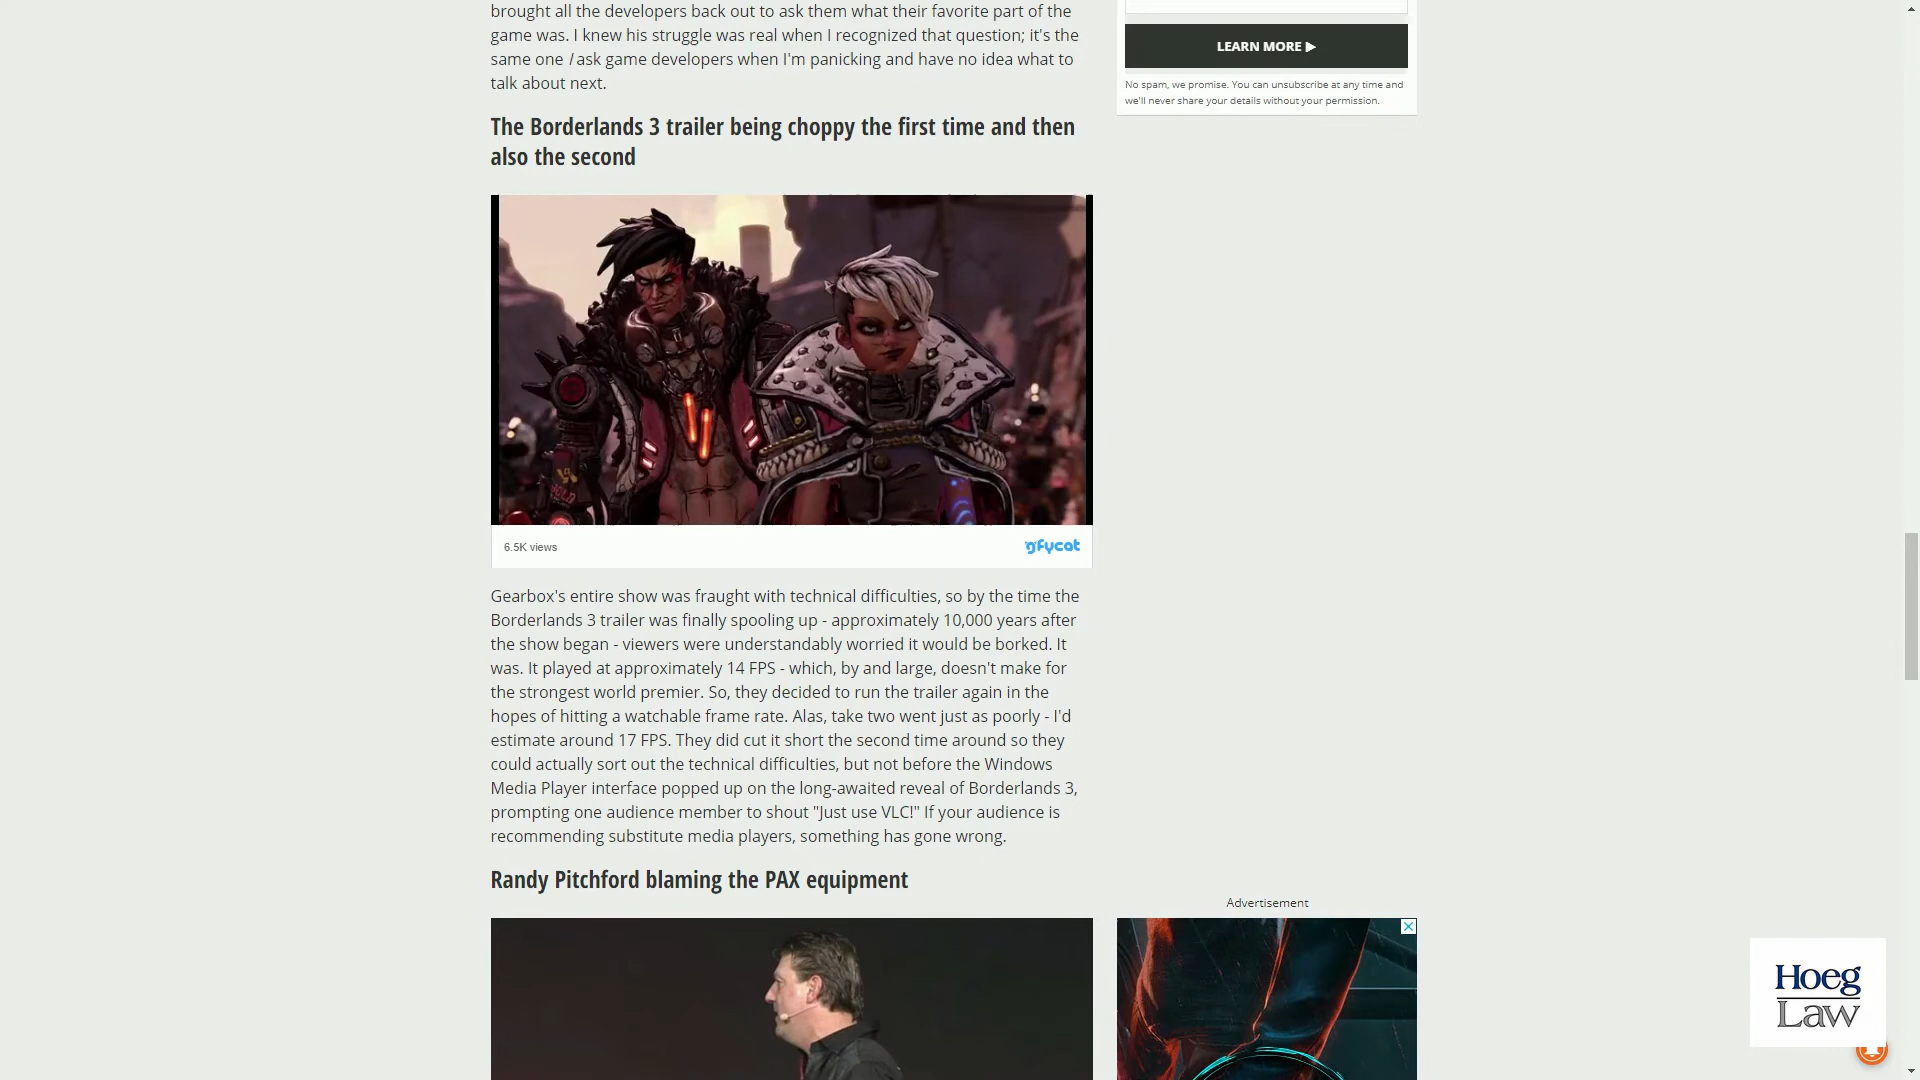 brought all the developers back out to ask them what their favorite part of the
game was. I knew his struggle was real when I recognized that question; it's the
same one I ask game developers when I'm panicking and have no idea what to
talk about next.
LEARN MORE ▶
No spam, we promise. You can unsubscribe at any time and
we'll never share your details without your permission.
The Borderlands 3 trailer being choppy the first time and then
also the second
6.5K views
gfycat
Gearbox's entire show was fraught with technical difficulties, so by the time the
Borderlands 3 trailer was finally spooling up - approximately 10,000 years after
the show began - viewers were understandably worried it would be borked. It
was. It played at approximately 14 FPS - which, by and large, doesn't make for
the strongest world premier. So, they decided to run the trailer again in the
hopes of hitting a watchable frame rate. Alas, take two went just as poorly - I'd
estimate around 17 FPS. They did cut it short the second time around so they
could actually sort out the technical difficulties, but not before the Windows
Media Player interface popped up on the long-awaited reveal of Borderlands 3,
prompting one audience member to shout "Just use VLC!" If your audience is
recommending substitute media players, something has gone wrong.
Randy Pitchford blaming the PAX equipment
Advertisement
Hoeg
Law